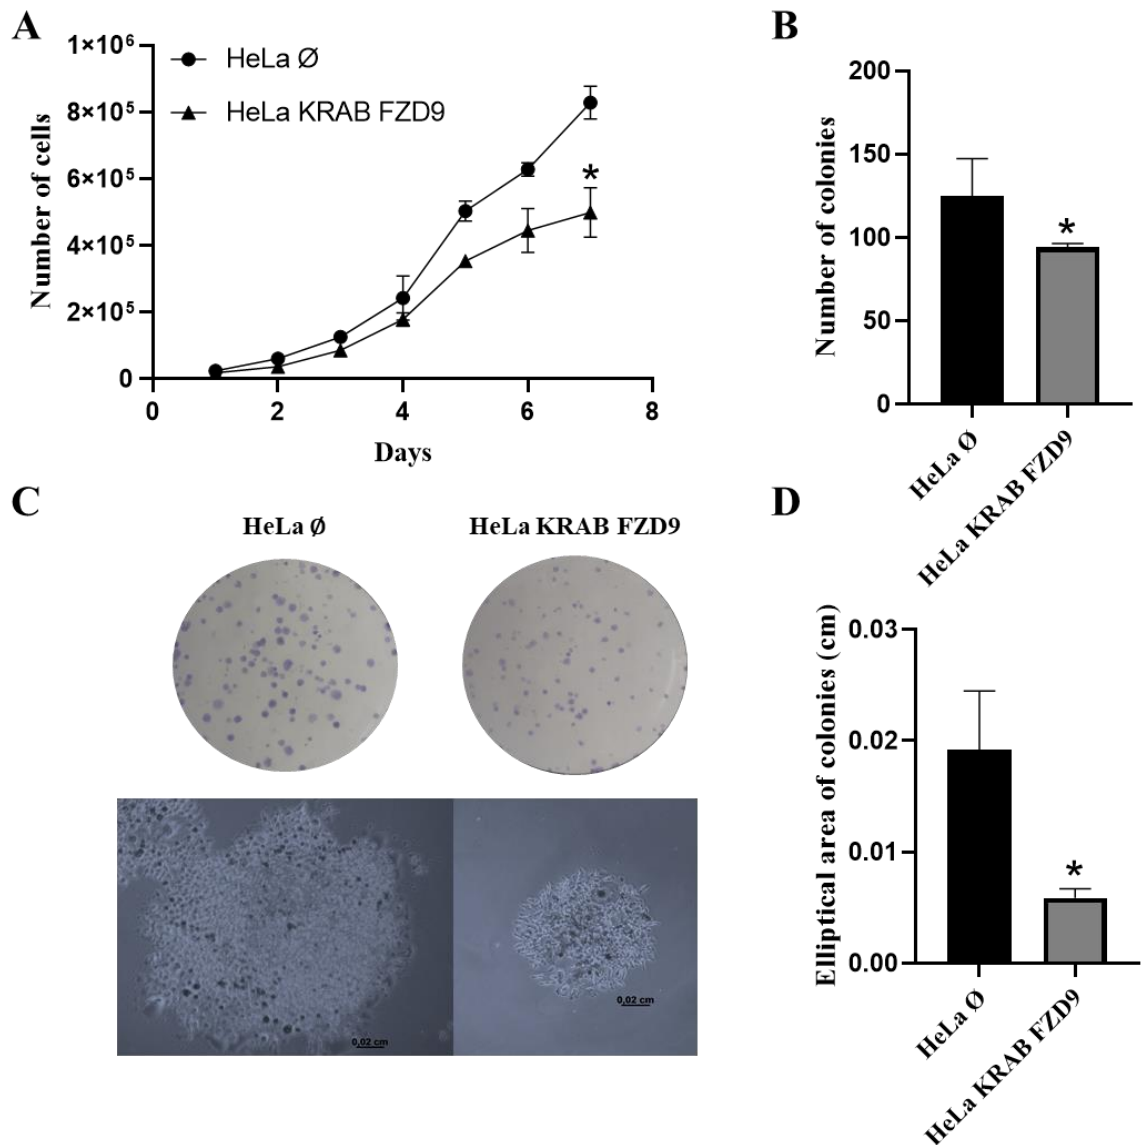 A
1×10⁶
8×10⁵
6×10⁵
4×10⁵
2×10⁵
0
Number of cells
HeLa Ø
HeLa KRAB FZD9
*
0 2 4 6 8
Days
B
200
150
100
50
0
Number of colonies
*
HeLa Ø
HeLa KRAB FZD9
C
HeLa Ø
HeLa KRAB FZD9
0,02 cm
0,02 cm
D
0.03
0.02
0.01
0.00
Elliptical area of colonies (cm)
*
HeLa Ø
HeLa KRAB FZD9